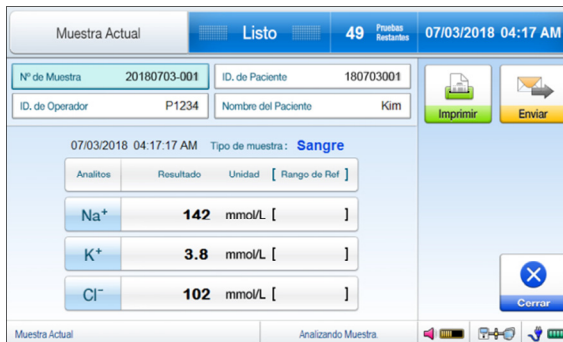 Muestra Actual Listo 49 Pruebas Restantes 07/03/2018 04:17 AM
Nº de Muestra 20180703-001 ID. de Paciente 180703001
ID. de Operador P1234 Nombre del Paciente Kim
Imprimir Enviar
07/03/2018 04:17:17 AM Tipo de muestra: Sangre
Analitos Resultado Unidad [ Rango de Ref ]
Na⁺ 142 mmol/L [ ]
K⁺ 3.8 mmol/L [ ]
Cl⁻ 102 mmol/L [ ]
Cerrar
Muestra Actual Analizando Muestra.